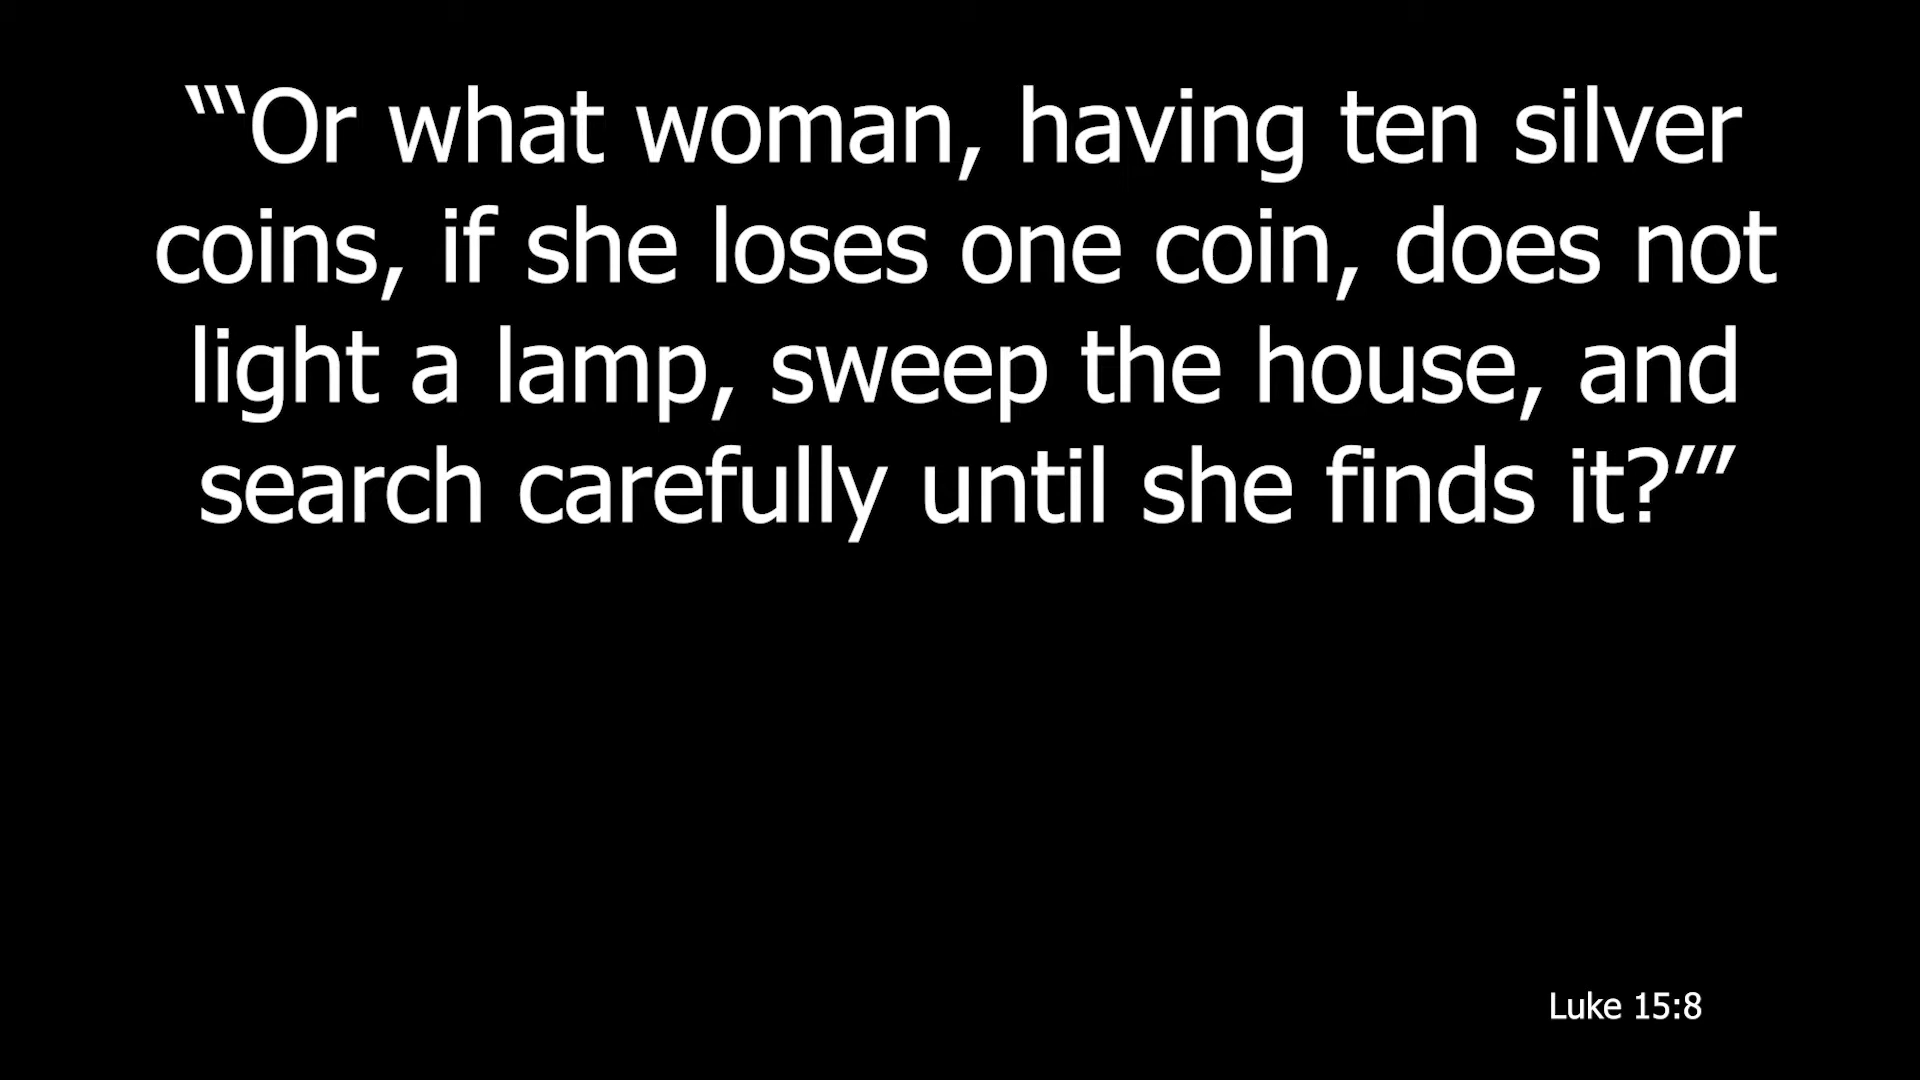 “‘Or what woman, having ten silver
coins, if she loses one coin, does not
light a lamp, sweep the house, and
search carefully until she finds it?’”
Luke 15:8